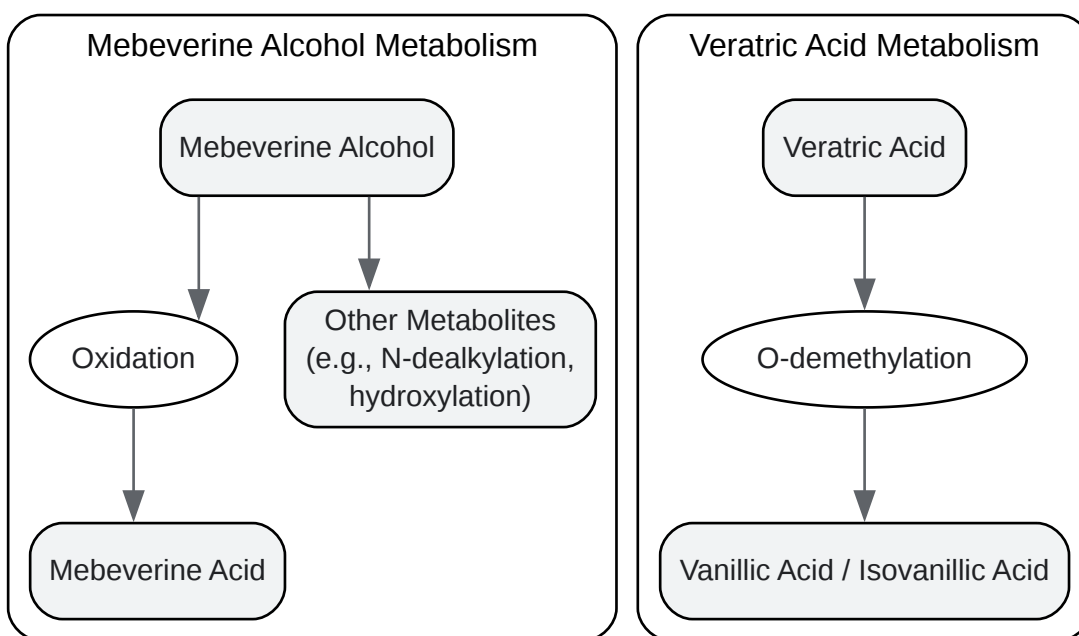 Mebeverine Alcohol Metabolism
Mebeverine Alcohol
Oxidation
Other Metabolites
(e.g., N-dealkylation,
hydroxylation)
Mebeverine Acid
Veratric Acid Metabolism
Veratric Acid
O-demethylation
Vanillic Acid / Isovanillic Acid